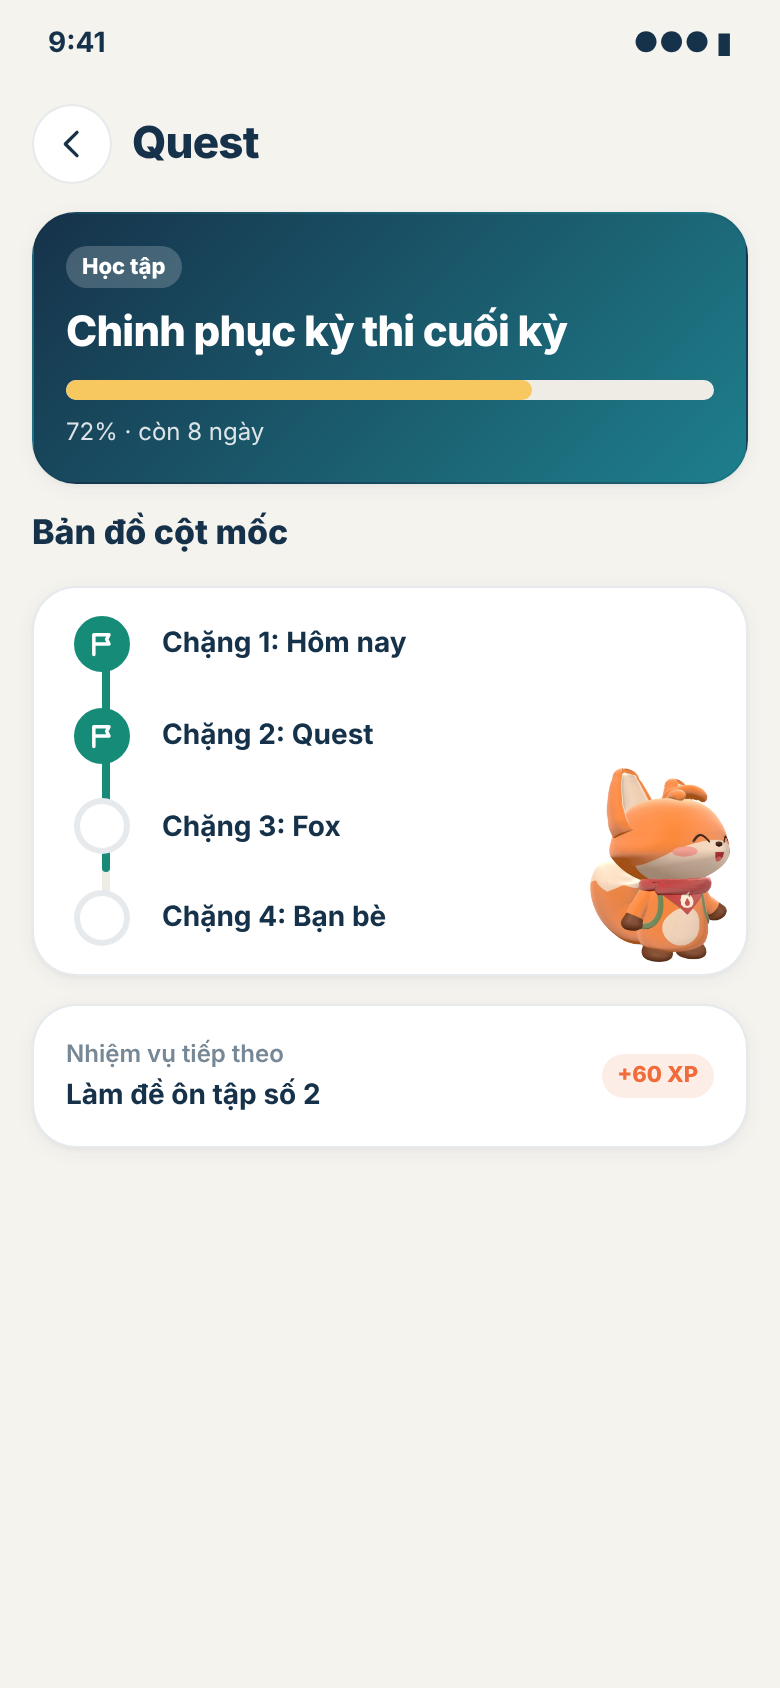 9:41
Quest
Học tập
Chinh phục kỳ thi cuối kỳ
72% · còn 8 ngày
Bản đồ cột mốc
Chặng 1: Hôm nay
Chặng 2: Quest
Chặng 3: Fox
Chặng 4: Bạn bè
Nhiệm vụ tiếp theo
Làm đề ôn tập số 2
+60 XP